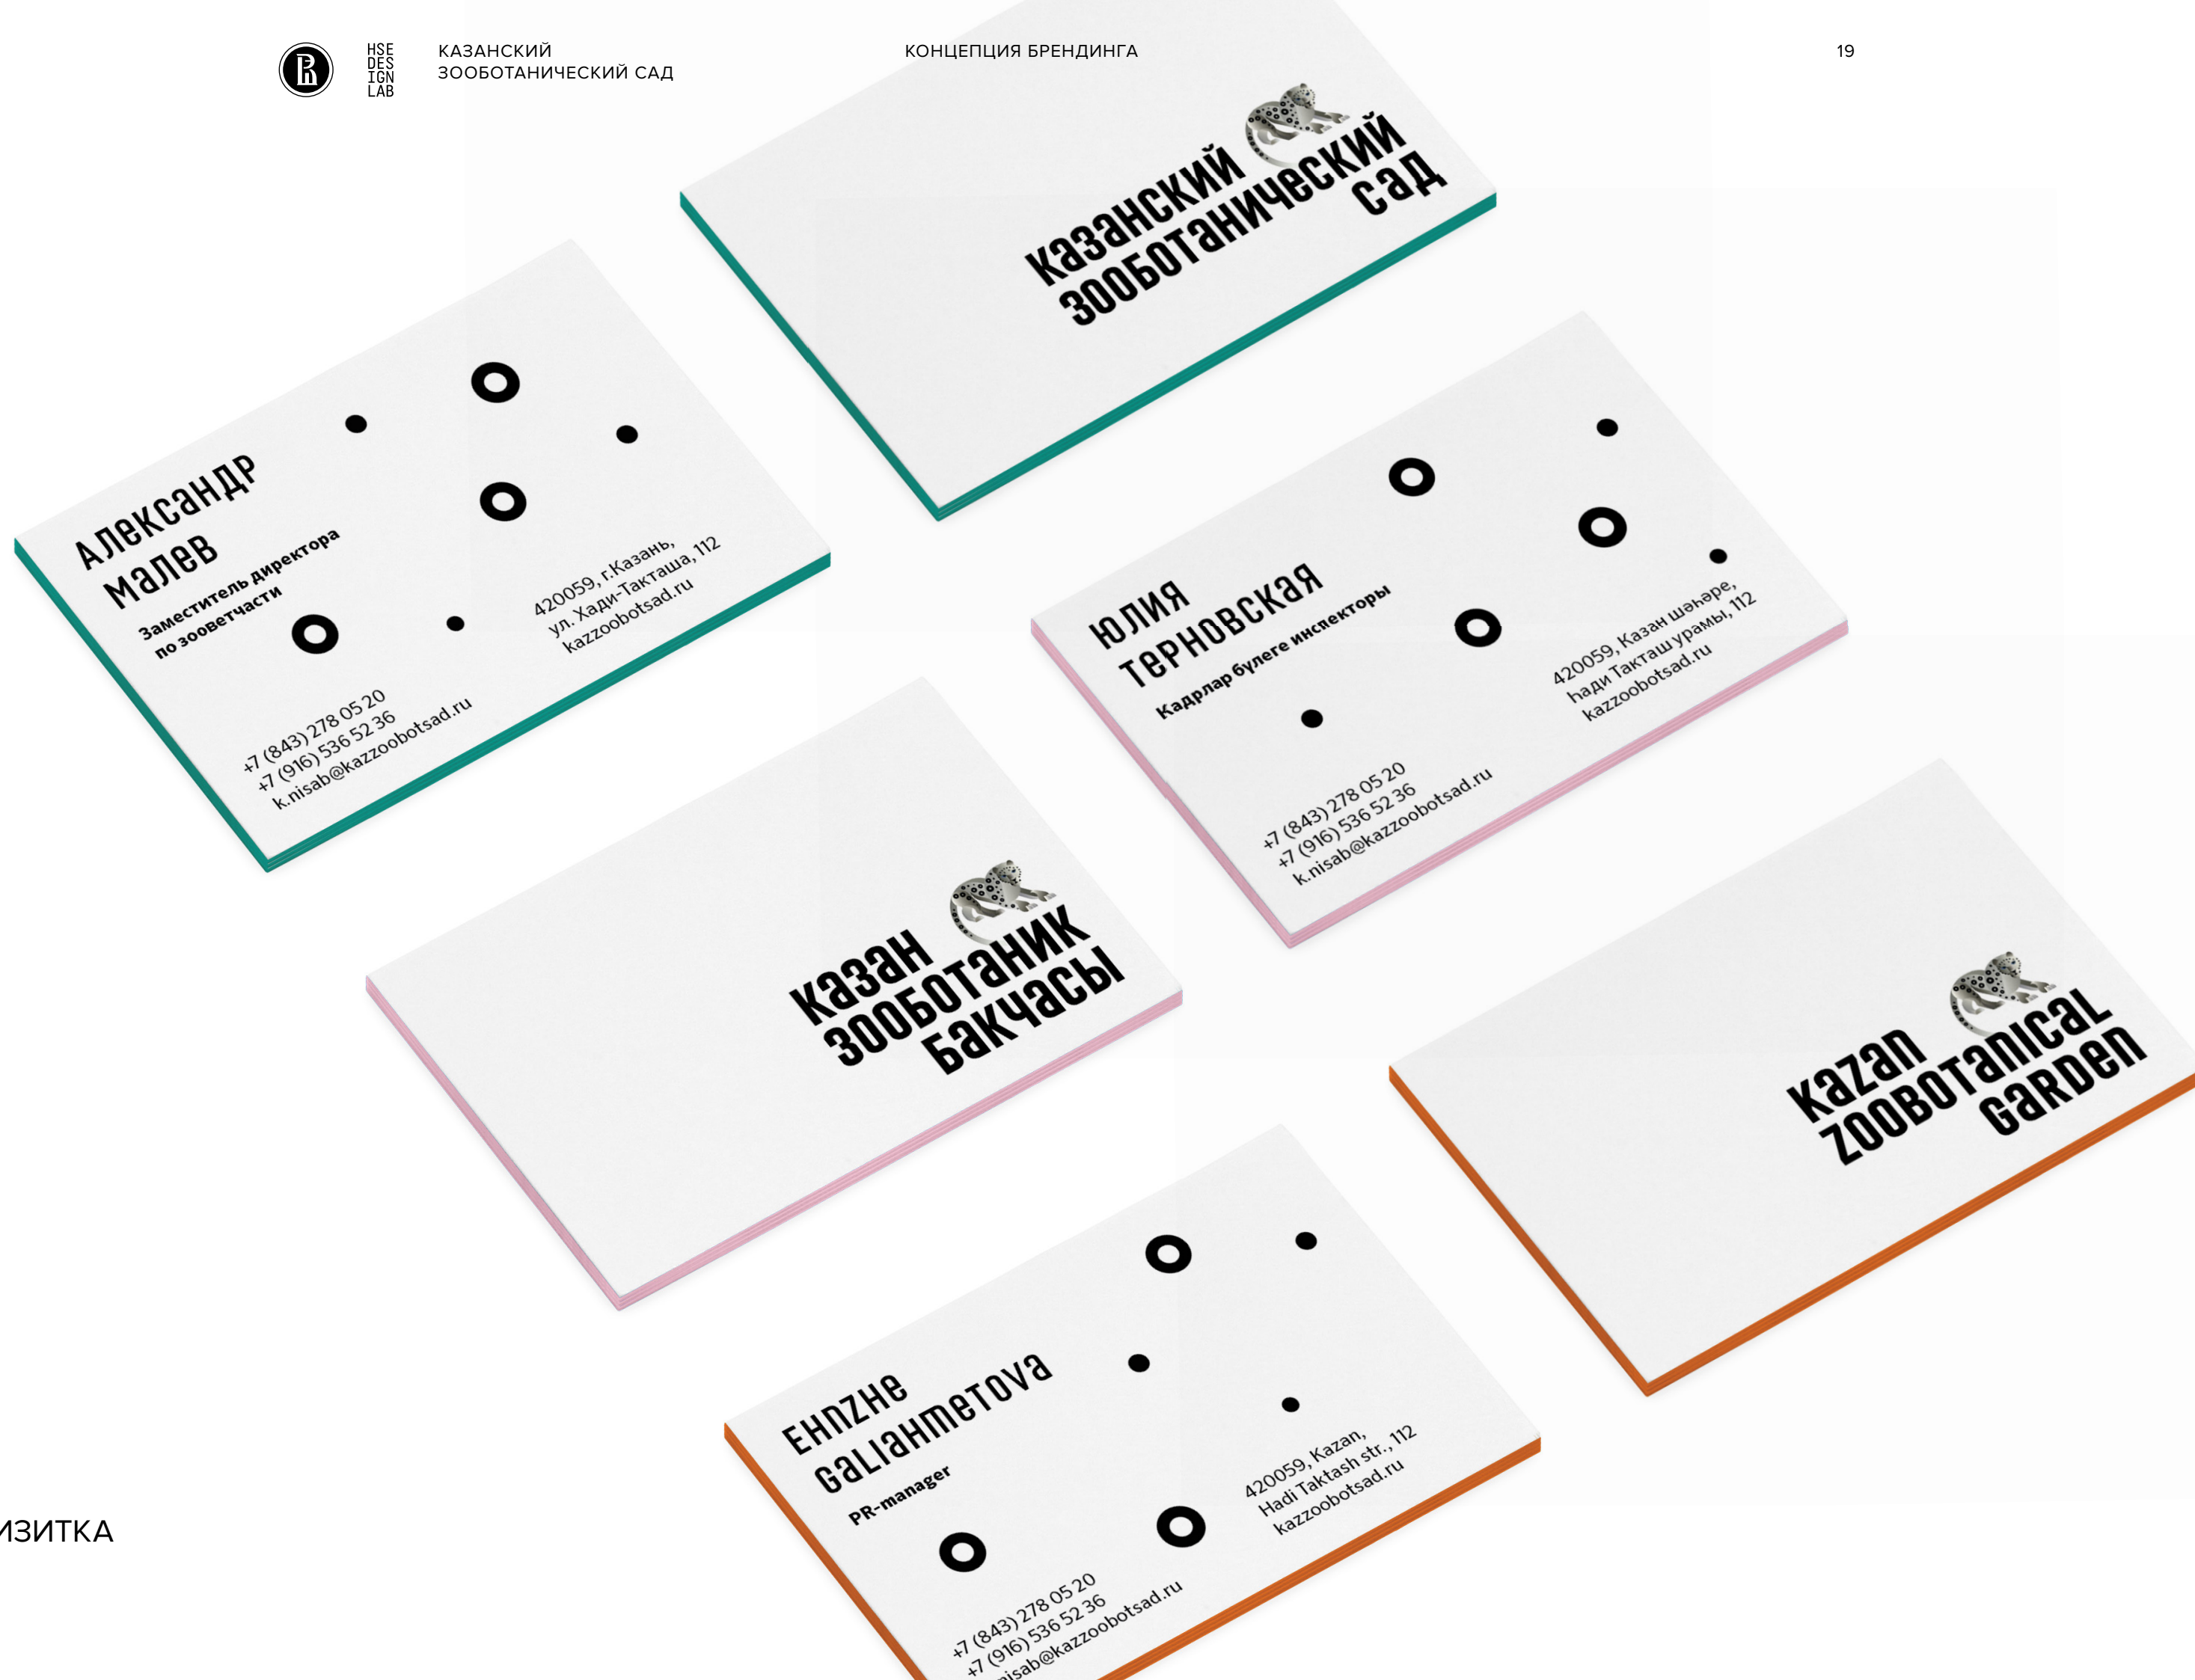 HSE
DES
IGN
LAB
КАЗАНСКИЙ
ЗООБОТАНИЧЕСКИЙ САД
КОНЦЕПЦИЯ БРЕНДИНГА
19
казанский
зооботанический
сад
Александр
Малев
Заместитель директора
по зооветчасти
420059, г.Казань,
ул. Хади-Такташа, 112
kazzoobotsad.ru
+7 (843) 278 05 20
+7 (916) 536 52 36
k.nisab@kazzoobotsad.ru
Юлия
Терновская
Кадрлар бүлеге инспекторы
420059, Казан шәһәре,
Һади Такташ урамы, 112
kazzoobotsad.ru
+7 (843) 278 05 20
+7 (916) 536 52 36
k.nisab@kazzoobotsad.ru
казан
зооботаник
бакчасы
kazan
zoobotanical
garden
Ehnzhe
Galiahmetova
PR-manager
420059, Kazan,
Hadi Taktash str., 112
kazzoobotsad.ru
+7 (843) 278 05 20
+7 (916) 536 52 36
nisab@kazzoobotsad.ru
ИЗИТКА